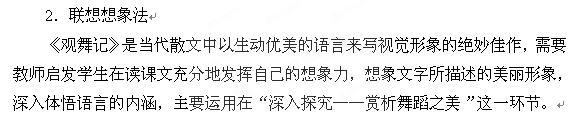 2. 联想想象法
《观舞记》是当代散文中以生动优美的语言来写视觉形象的绝妙佳作，需要
教师启发学生在读课文充分地发挥自己的想象力，想象文字所描述的美丽形象，
深入体悟语言的内涵，主要运用在“深入探究——赏析舞蹈之美”这一环节。